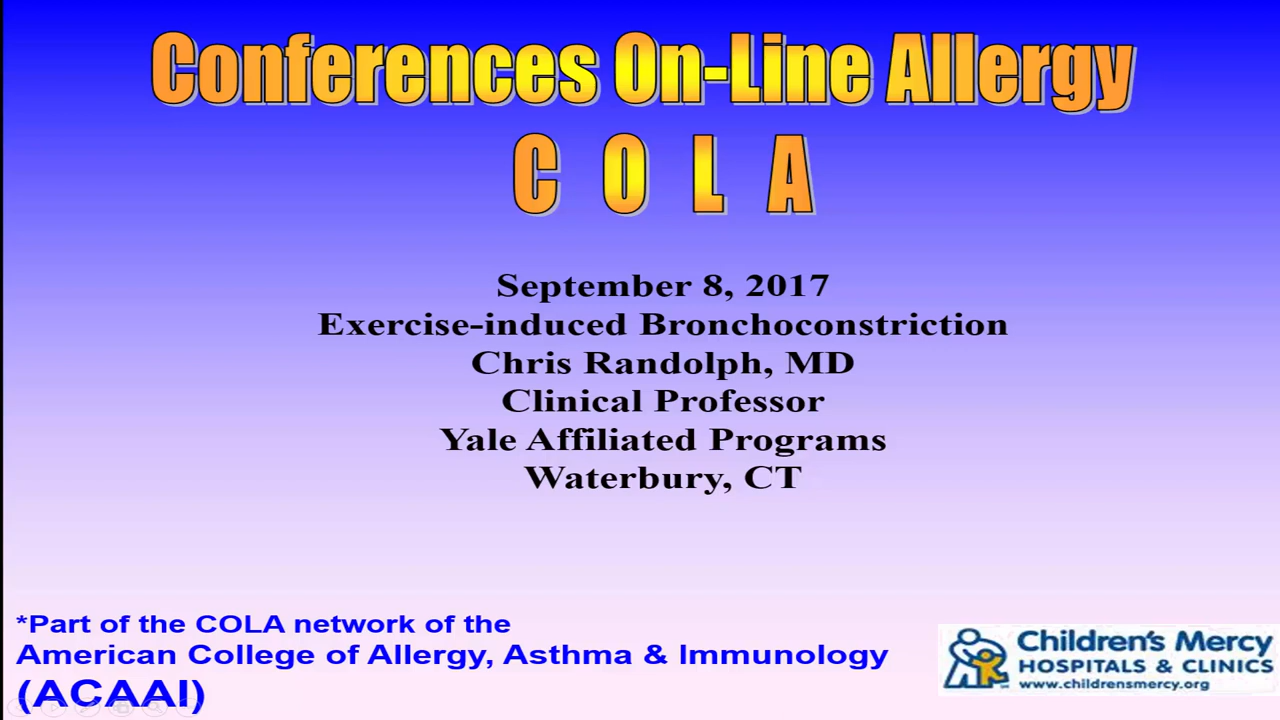 Conferences On-Line Allergy
C O L A
September 8, 2017
Exercise-induced Bronchoconstriction
Chris Randolph, MD
Clinical Professor
Yale Affiliated Programs
Waterbury, CT
*Part of the COLA network of the
American College of Allergy, Asthma & Immunology
(ACAAI)
Children's Mercy
HOSPITALS & CLINICS
www.childrensmercy.org